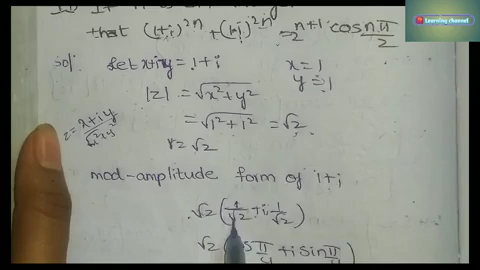 If n is
that (1+i)^2n + (1-i)^2n = 2^n+1 cos nπ/2
Learning channel
Sol: Let x+iy = 1+i x = 1
y = 1
|z| = √x²+y²
z = x+iy/√x²+y²
= √1²+1² = √2
r = √2
mod-amplitude form of 1+i
√2 (1/√2 + i 1/√2)
√2 (cos π/4 + i sin π/4)